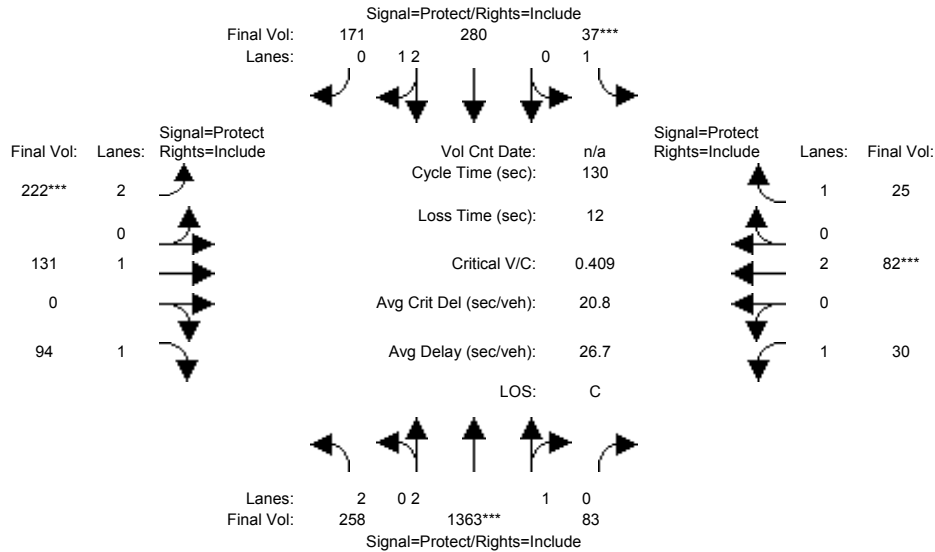 Signal=Protect/Rights=Include
Final Vol: 171 280 37***
Lanes: 0 1 2 0 1
Signal=Protect
Final Vol: Lanes: Rights=Include
Vol Cnt Date: n/a
Signal=Protect
Rights=Include Lanes: Final Vol:
Cycle Time (sec): 130
222*** 2
1 25
Loss Time (sec): 12
0
0
131 1
Critical V/C: 0.409
2 82***
0 0
Avg Crit Del (sec/veh): 20.8
0
94 1
Avg Delay (sec/veh): 26.7
1 30
LOS: C
Lanes: 2 0 2 1 0
Final Vol: 258 1363*** 83
Signal=Protect/Rights=Include